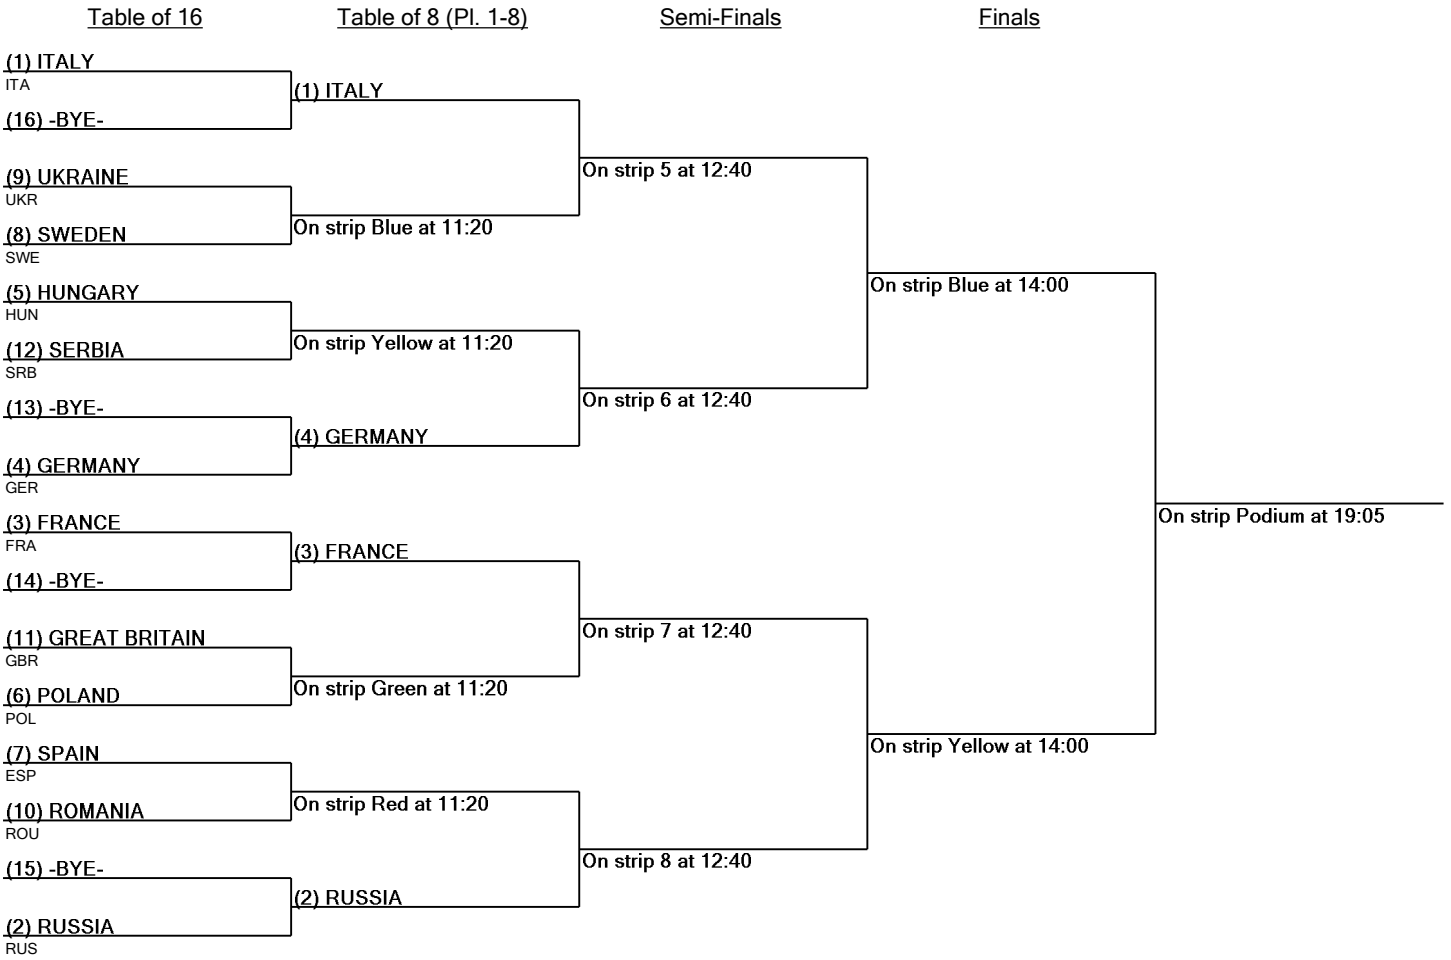 Table of 16
Table of 8 (Pl. 1-8)
Semi-Finals
Finals
(1) ITALY
ITA
(1) ITALY
(16) -BYE-
On strip 5 at 12:40
(9) UKRAINE
UKR
On strip Blue at 11:20
(8) SWEDEN
SWE
On strip Blue at 14:00
(5) HUNGARY
HUN
On strip Yellow at 11:20
(12) SERBIA
SRB
On strip 6 at 12:40
(13) -BYE-
(4) GERMANY
(4) GERMANY
GER
On strip Podium at 19:05
(3) FRANCE
FRA
(3) FRANCE
(14) -BYE-
On strip 7 at 12:40
(11) GREAT BRITAIN
GBR
On strip Green at 11:20
(6) POLAND
POL
On strip Yellow at 14:00
(7) SPAIN
ESP
On strip Red at 11:20
(10) ROMANIA
ROU
On strip 8 at 12:40
(15) -BYE-
(2) RUSSIA
(2) RUSSIA
RUS